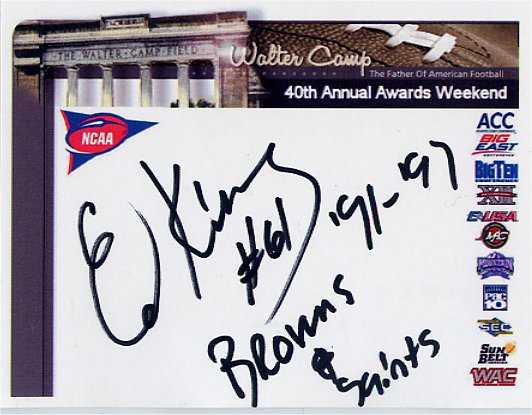 THE WALTER CAMP FIELD
Walter Camp
The Father Of American Football
40th Annual Awards Weekend
NCAA
ACC
BIG EAST
BIG TEN
XII
C-USA
MAC
MOUNTAIN
PAC 10
SEC
SUN BELT
WAC
Ed King
#61
'91-'97
Browns
& Saints